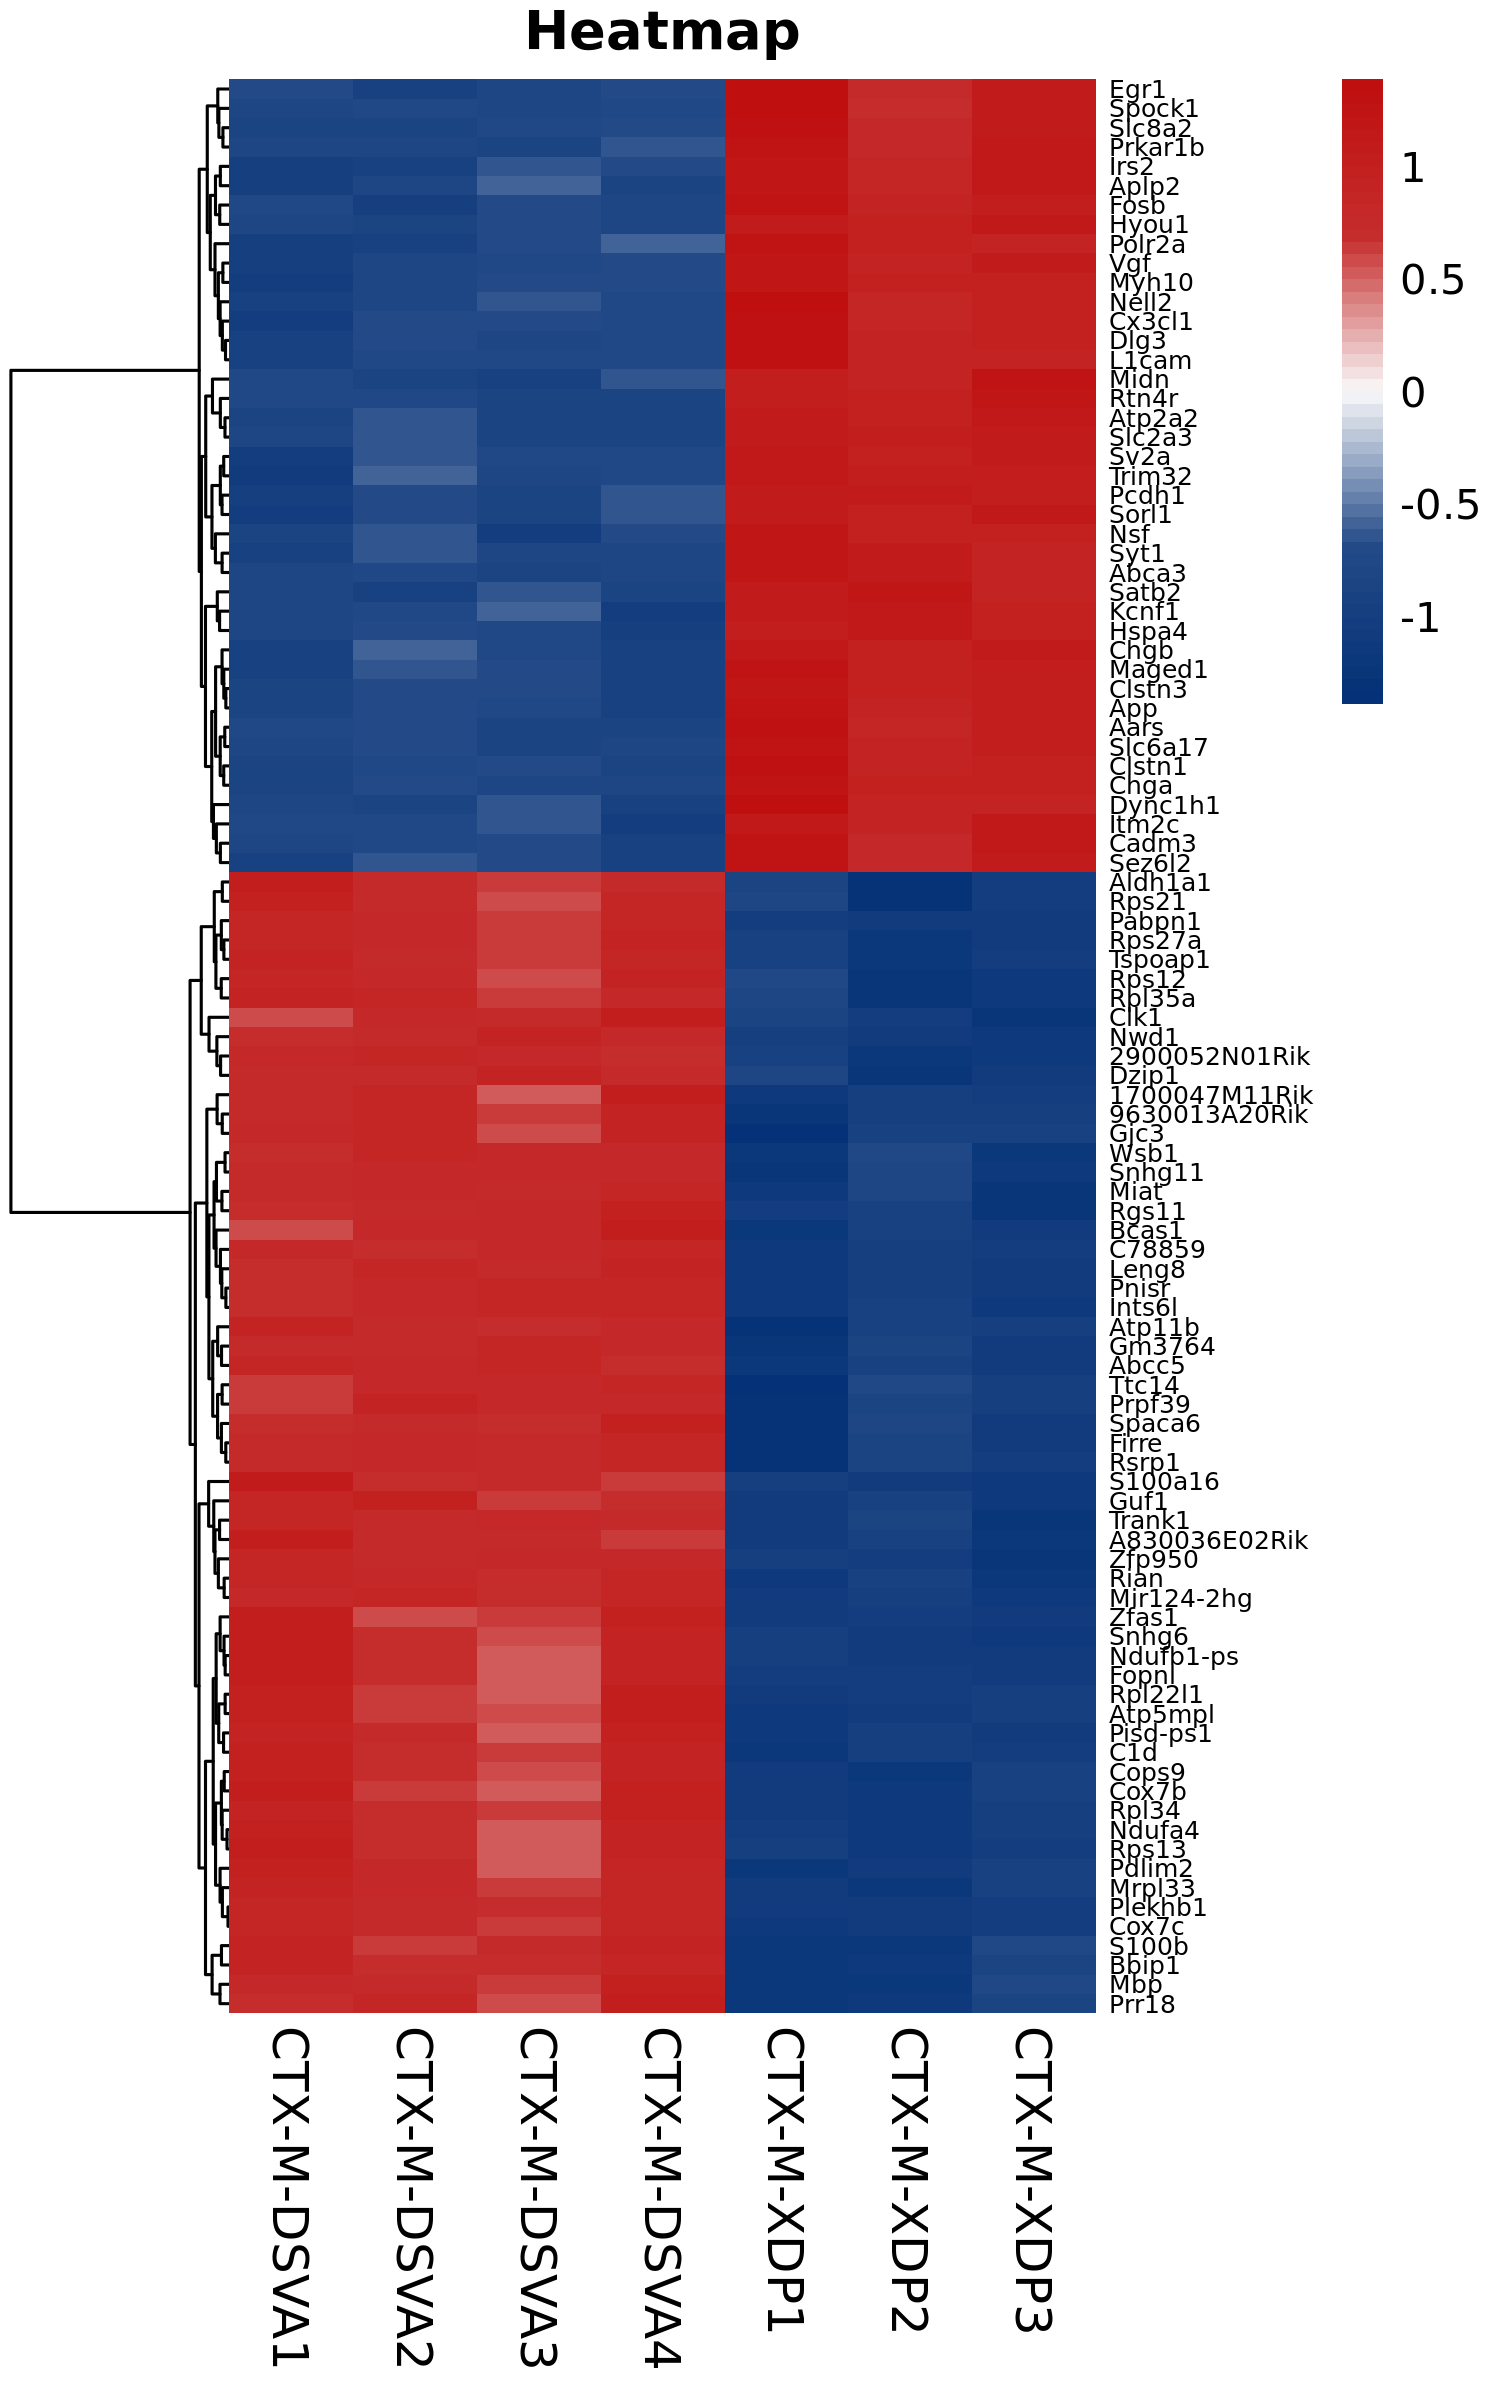 Heatmap
Egr1
Spock1
Slc8a2
Prkar1b
Irs2
Aplp2
Fosb
Hyou1
Polr2a
Vgf
Myh10
Nell2
Cx3cl1
Dlg3
L1cam
Midn
Rtn4r
Atp2a2
Slc2a3
Sv2a
Trim32
Pcdh1
Sorl1
Nsf
Syt1
Abca3
Satb2
Kcnf1
Hspa4
Chgb
Maged1
Clstn3
App
Aars
Slc6a17
Clstn1
Chga
Dync1h1
Itm2c
Cadm3
Sez6l2
Aldh1a1
Rps21
Pabpn1
Rps27a
Tspoap1
Rps12
Rpl35a
Clk1
Nwd1
2900052N01Rik
Dzip1
1700047M11Rik
9630013A20Rik
Gjc3
Wsb1
Snhg11
Miat
Rgs11
Bcas1
C78859
Leng8
Pnisr
Ints6l
Atp11b
Gm3764
Abcc5
Ttc14
Prpf39
Spaca6
Firre
Rsrp1
S100a16
Guf1
Trank1
A830036E02Rik
Zfp950
Rian
Mir124-2hg
Zfas1
Snhg6
Ndufb1-ps
Fopnl
Rpl22l1
Atp5mpl
Pisd-ps1
C1d
Cops9
Cox7b
Rpl34
Ndufa4
Rps13
Pdlim2
Mrpl33
Plekhb1
Cox7c
S100b
Bbip1
Mbp
Prr18
1
0.5
0
-0.5
-1
CTX-M-DSVA1
CTX-M-DSVA2
CTX-M-DSVA3
CTX-M-DSVA4
CTX-M-XDP1
CTX-M-XDP2
CTX-M-XDP3